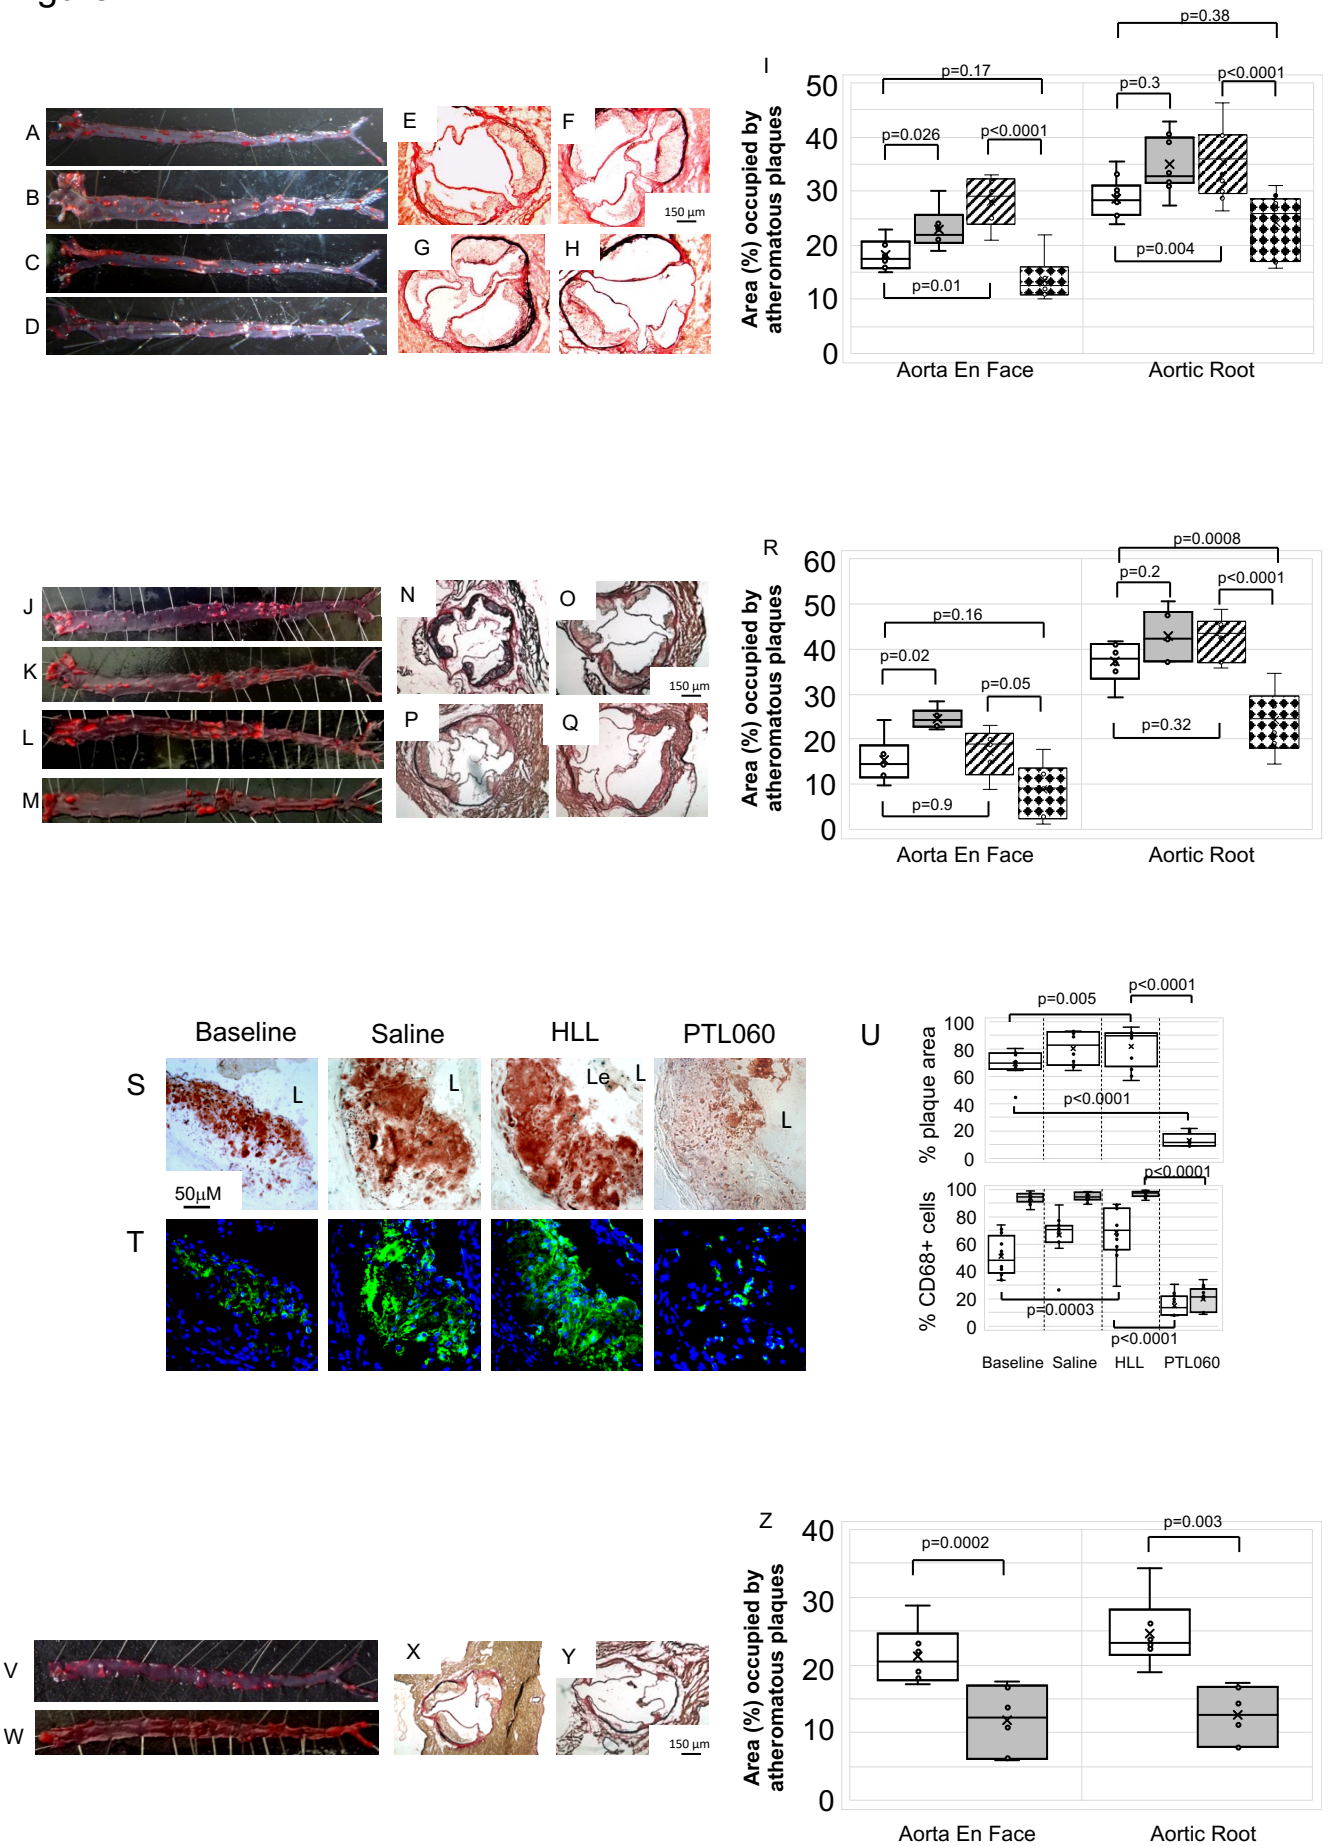 A
B
C
D
E
F
150 µm
G
H
I
p=0.38
p=0.17
p=0.3
p<0.0001
p=0.026
p<0.0001
50
40
30
20
10
0
Area (%) occupied by
atheromatous plaques
p=0.01
p=0.004
Aorta En Face
Aortic Root
J
K
L
M
N
O
150 µm
P
Q
R
p=0.0008
p=0.2
p<0.0001
p=0.16
p=0.02
p=0.05
60
50
40
30
20
10
0
Area (%) occupied by
atheromatous plaques
p=0.9
p=0.32
Aorta En Face
Aortic Root
Baseline
Saline
HLL
PTL060
S
L
L
Le
L
L
50µM
T
U
p<0.0001
p=0.005
100
80
60
40
20
0
% plaque area
p<0.0001
p<0.0001
100
80
60
40
20
0
% CD68+ cells
p=0.0003
p<0.0001
Baseline
Saline
HLL
PTL060
V
W
X
Y
150 µm
Z
p=0.0002
p=0.003
40
30
20
10
0
Area (%) occupied by
atheromatous plaques
Aorta En Face
Aortic Root